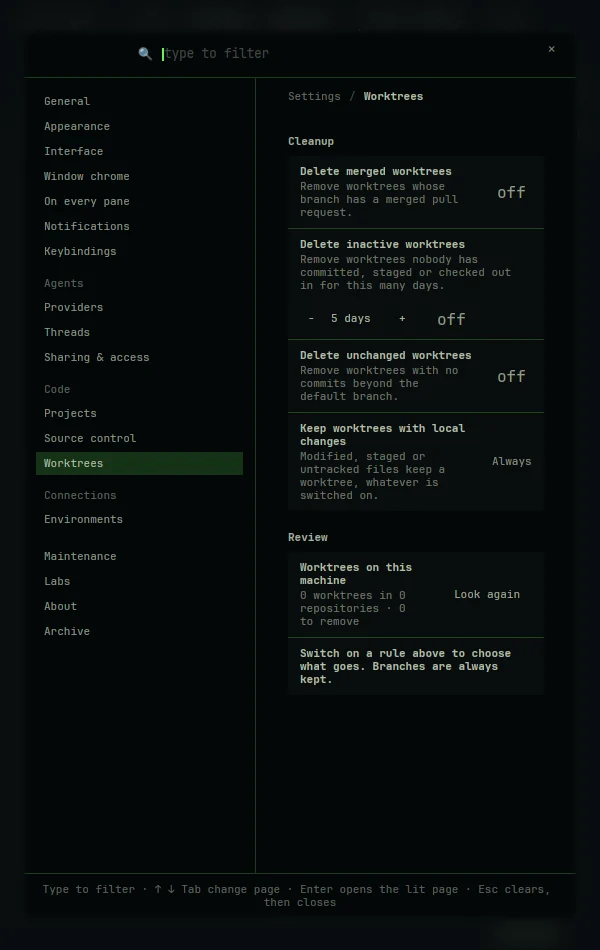 type to filter
×
General
Appearance
Interface
Window chrome
On every pane
Notifications
Keybindings
Agents
Providers
Threads
Sharing & access
Code
Projects
Source control
Worktrees
Connections
Environments
Maintenance
Labs
About
Archive
Settings / Worktrees
Cleanup
Delete merged worktrees
Remove worktrees whose
branch has a merged pull
request.
off
Delete inactive worktrees
Remove worktrees nobody has
committed, staged or checked out
in for this many days.
- 5 days + off
Delete unchanged worktrees
Remove worktrees with no
commits beyond the
default branch.
off
Keep worktrees with local
changes
Modified, staged or
untracked files keep a
worktree, whatever is
switched on.
Always
Review
Worktrees on this
machine
0 worktrees in 0
repositories · 0
to remove
Look again
Switch on a rule above to choose
what goes. Branches are always
kept.
Type to filter · ↑ ↓ Tab change page · Enter opens the lit page · Esc clears,
then closes